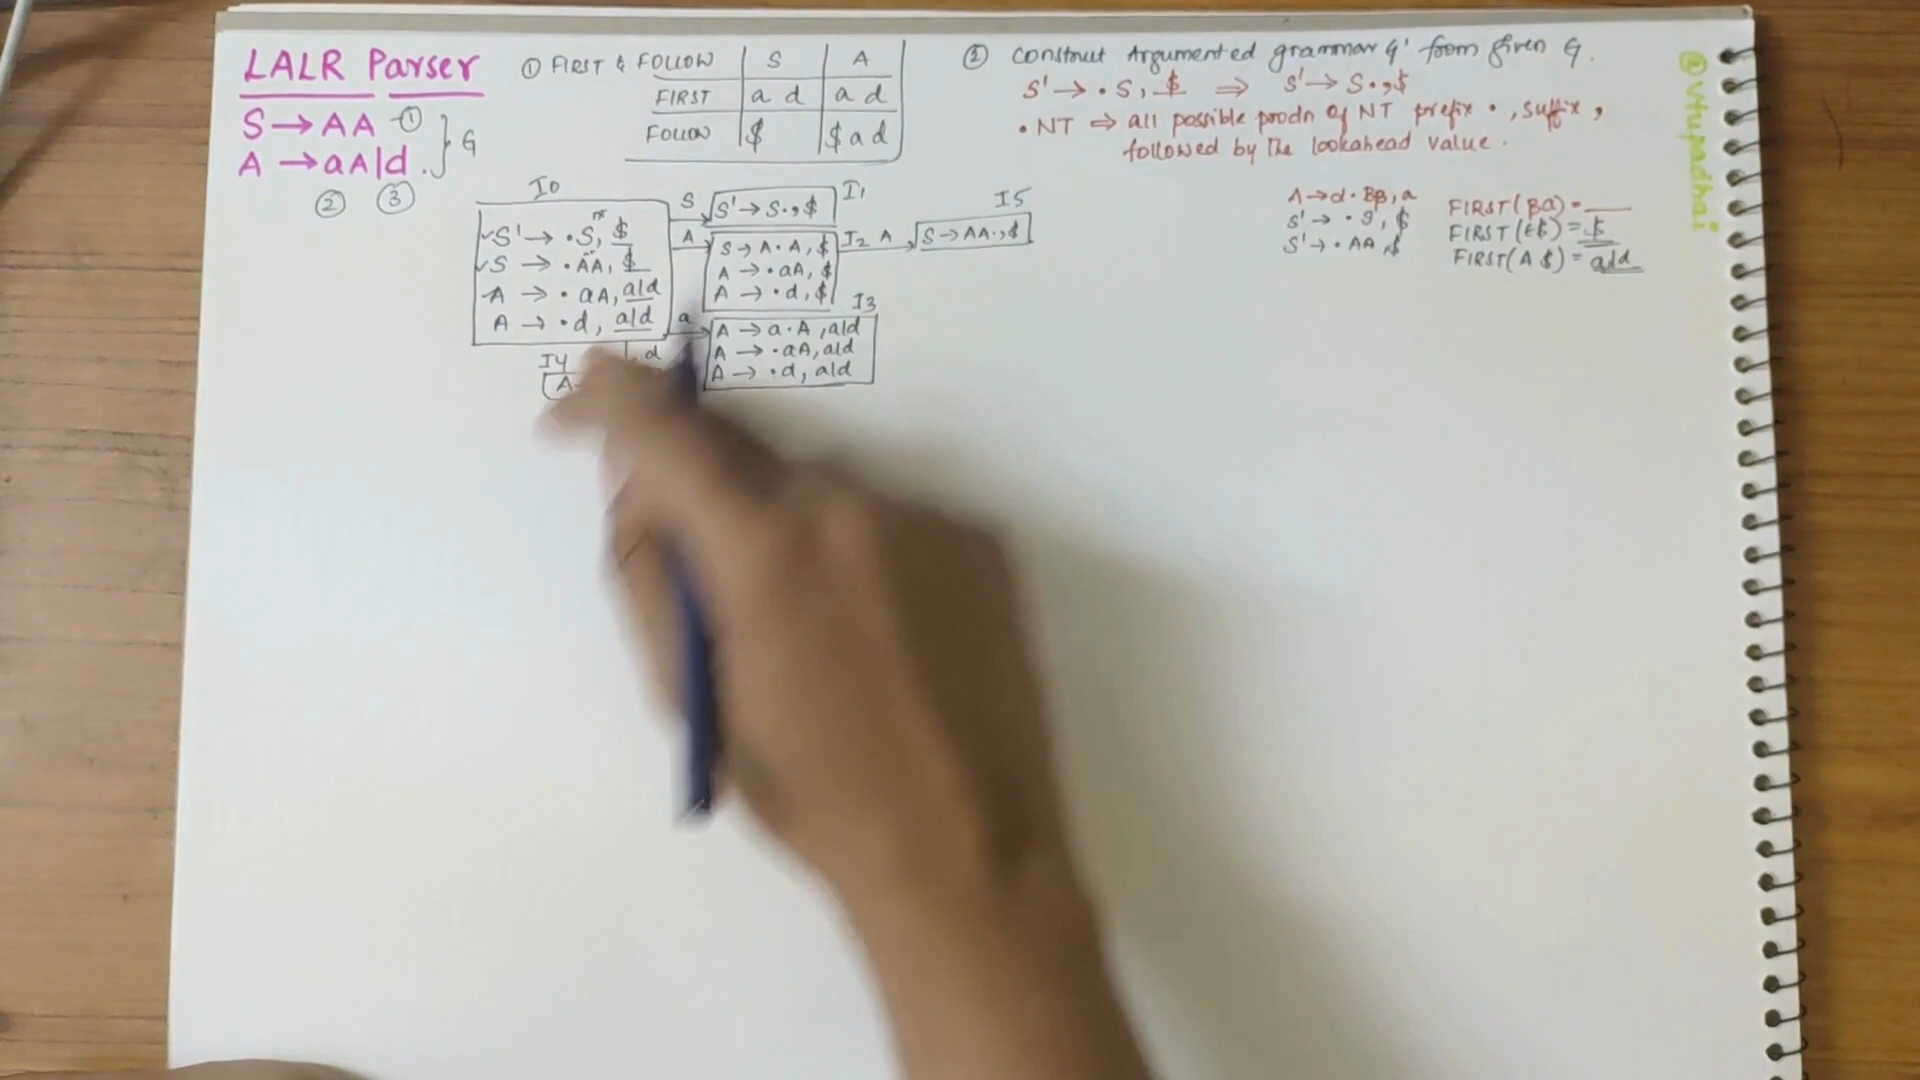 LALR Parser
S → AA -①
A → aA|d .
② ③
} G
① FIRST & FOLLOW | S | A
FIRST | a d | a d
FOLLOW | $ | $ a d
② Construct Argumented grammar G' from given G.
S' → · S, $ ⇒ S' → S·,$
· NT ⇒ all possible prodn of NT prefix · , suffix ,
followed by the lookahead value .
@Vtupadhai
I0
S' → ·S, $
S → ·AA, $
A → · aA, a|d
A → ·d, a|d
S
I1
S' → S·, $
A
I2
S → A·A, $
A → ·aA, $
A → ·d, $
A
I5
S → AA·, $
a
I3
A → a·A ,a|d
A → ·aA, a|d
A → ·d, a|d
d
I4
A
A → d· Bβ, a
S' → · S', $
S' → · AA $
FIRST(βa) = __
FIRST(ε$) = $
FIRST(A $) = a|d